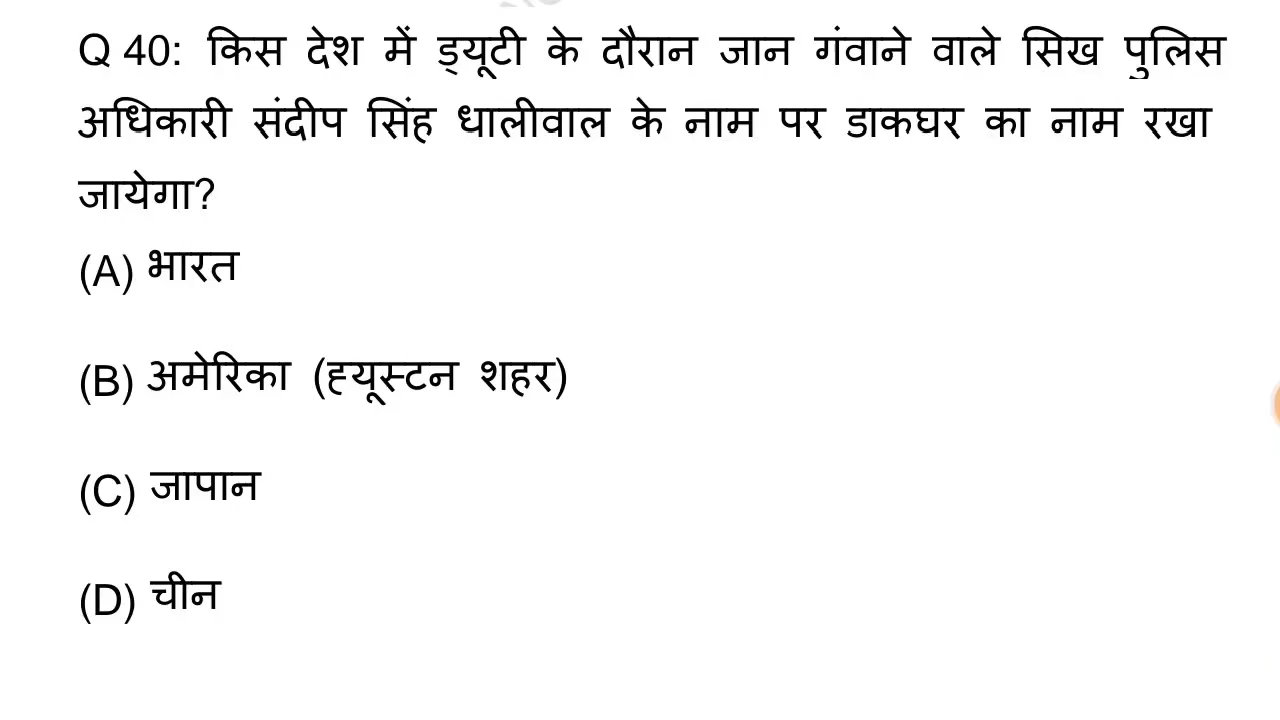 Q 40: किस देश में ड्यूटी के दौरान जान गंवाने वाले सिख पुलिस
अधिकारी संदीप सिंह धालीवाल के नाम पर डाकघर का नाम रखा
जायेगा?
(A) भारत
(B) अमेरिका (ह्यूस्टन शहर)
(C) जापान
(D) चीन